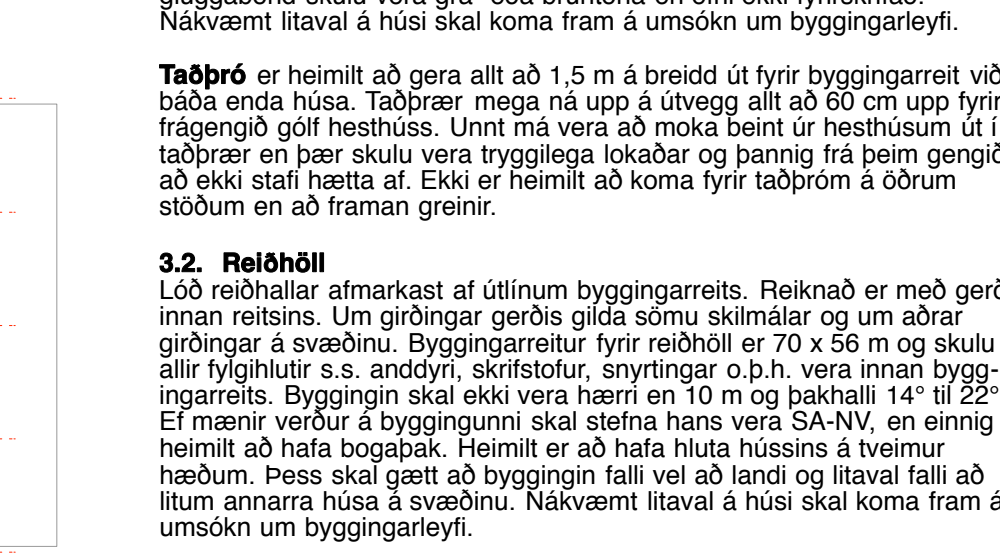 Nákvæmt litaval á húsi skal koma fram á umsókn um byggingarleyfi.
Taðþró er heimilt að gera allt að 1,5 m á breidd út fyrir byggingarreit við
báða enda húsa. Taðþrær mega ná upp á útvegg allt að 60 cm upp fyrir
frágengið gólf hesthúss. Unnt má vera að moka beint úr hesthúsum út í
taðþrær en þær skulu vera tryggilega lokaðar og þannig frá þeim gengið
að ekki stafi hætta af. Ekki er heimilt að koma fyrir taðþróm á öðrum
stöðum en að framan greinir.
3.2. Reiðhöll
Lóð reiðhallar afmarkast af útlínum byggingarreits. Reiknað er með gerð
innan reitsins. Um girðingar gerðis gilda sömu skilmálar og um aðrar
girðingar á svæðinu. Byggingarreitur fyrir reiðhöll er 70 x 56 m og skulu
allir fylgihlutir s.s. anddyri, skrifstofur, snyrtingar o.þ.h. vera innan bygg-
ingarreits. Byggingin skal ekki vera hærri en 10 m og þakhalli 14° til 22°
Ef mænir verður á byggingunni skal stefna hans vera SA-NV, en einnig
heimilt að hafa bogaþak. Heimilt er að hafa hluta hússins á tveimur
hæðum. Þess skal gætt að byggingin falli vel að landi og litaval falli að
litum annarra húsa á svæðinu. Nákvæmt litaval á húsi skal koma fram á
umsókn um byggingarleyfi.